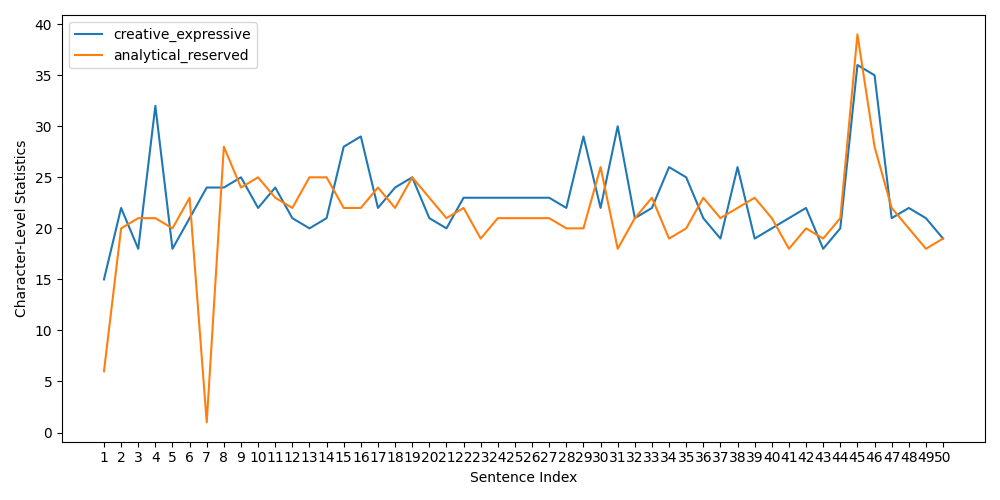 creative_expressive
analytical_reserved
40
35
30
25
20
15
10
5
0
Character-Level Statistics
1 2 3 4 5 6 7 8 9 10 11 12 13 14 15 16 17 18 19 20 21 22 23 24 25 26 27 28 29 30 31 32 33 34 35 36 37 38 39 40 41 42 43 44 45 46 47 48 49 50
Sentence Index